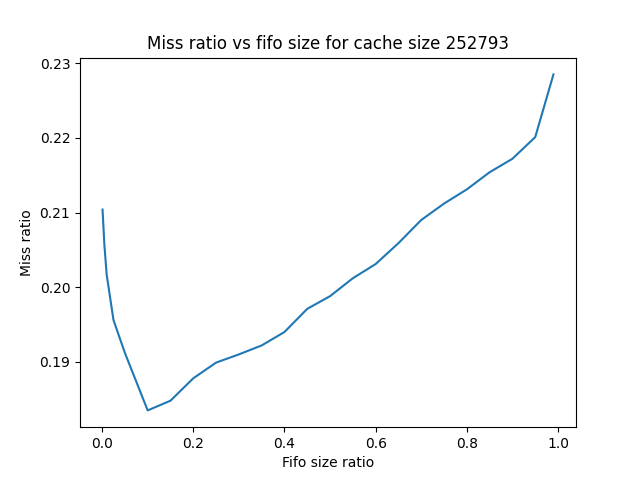 Miss ratio vs fifo size for cache size 252793
0.23
0.22
0.21
0.20
0.19
Miss ratio
0.0 0.2 0.4 0.6 0.8 1.0
Fifo size ratio